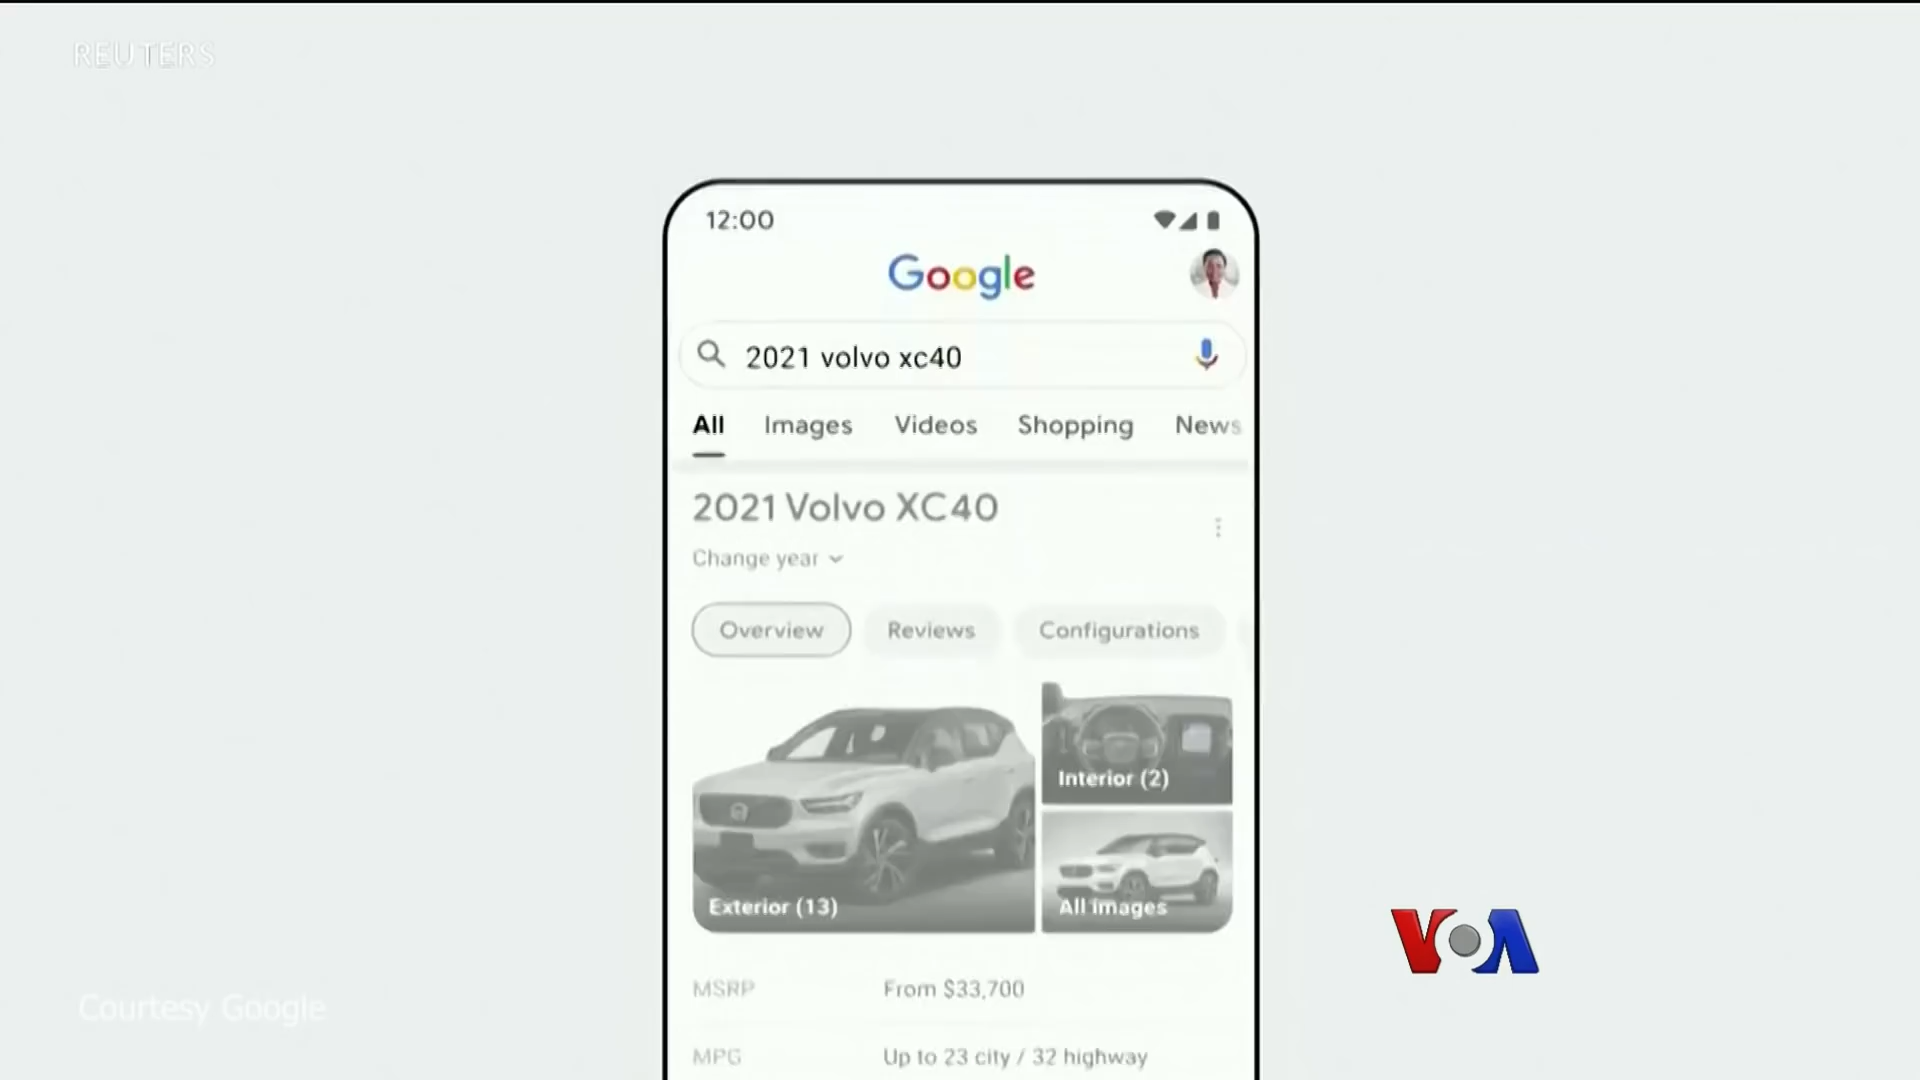 REUTERS
12:00
Google
2021 volvo xc40
All Images Videos Shopping News
2021 Volvo XC40
Change year
Overview Reviews Configurations
Interior (2)
Exterior (13)
All images
VOA
MSRP From $33,700
Courtesy Google
MPG Up to 23 city / 32 highway